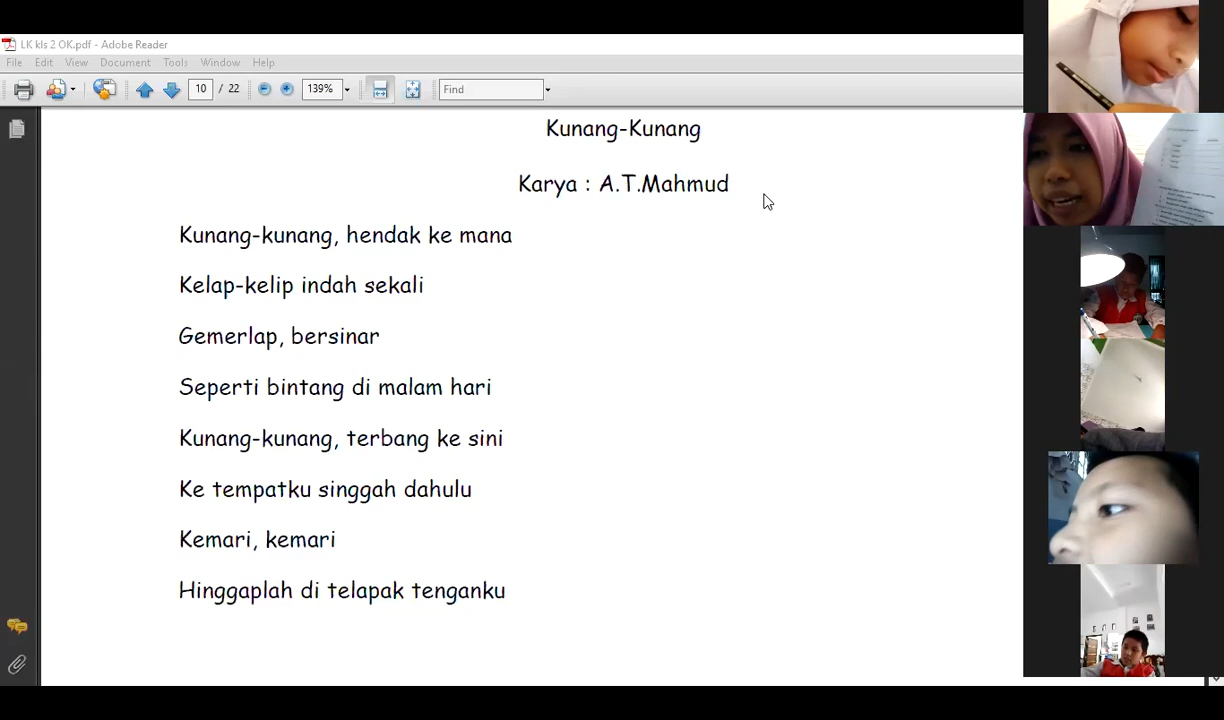 LK kls 2 OK.pdf - Adobe Reader
File Edit View Document Tools Window Help
10 / 22 139% Find
Kunang-Kunang
Karya : A.T.Mahmud
Kunang-kunang, hendak ke mana
Kelap-kelip indah sekali
Gemerlap, bersinar
Seperti bintang di malam hari
Kunang-kunang, terbang ke sini
Ke tempatku singgah dahulu
Kemari, kemari
Hinggaplah di telapak tenganku